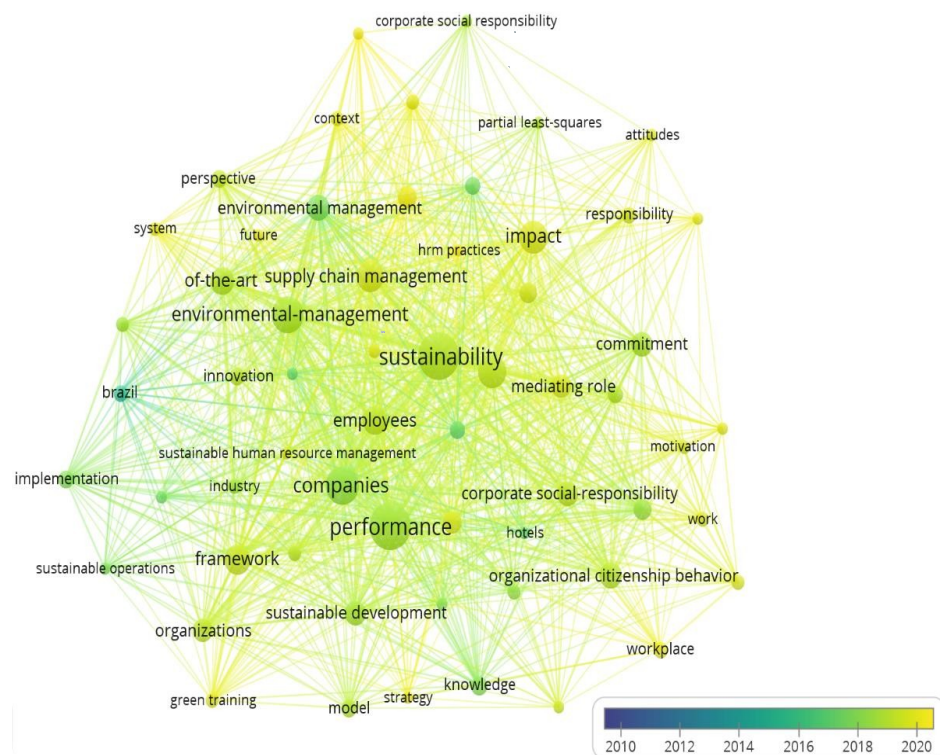 corporate social responsibility
context
partial least-squares
attitudes
perspective
environmental management
responsibility
system
future
impact
hrm practices
of-the-art
supply chain management
environmental-management
commitment
sustainability
innovation
mediating role
brazil
employees
motivation
sustainable human resource management
implementation
industry
companies
corporate social-responsibility
work
performance
hotels
framework
sustainable operations
organizational citizenship behavior
sustainable development
organizations
workplace
knowledge
green training
strategy
model
2010 2012 2014 2016 2018 2020